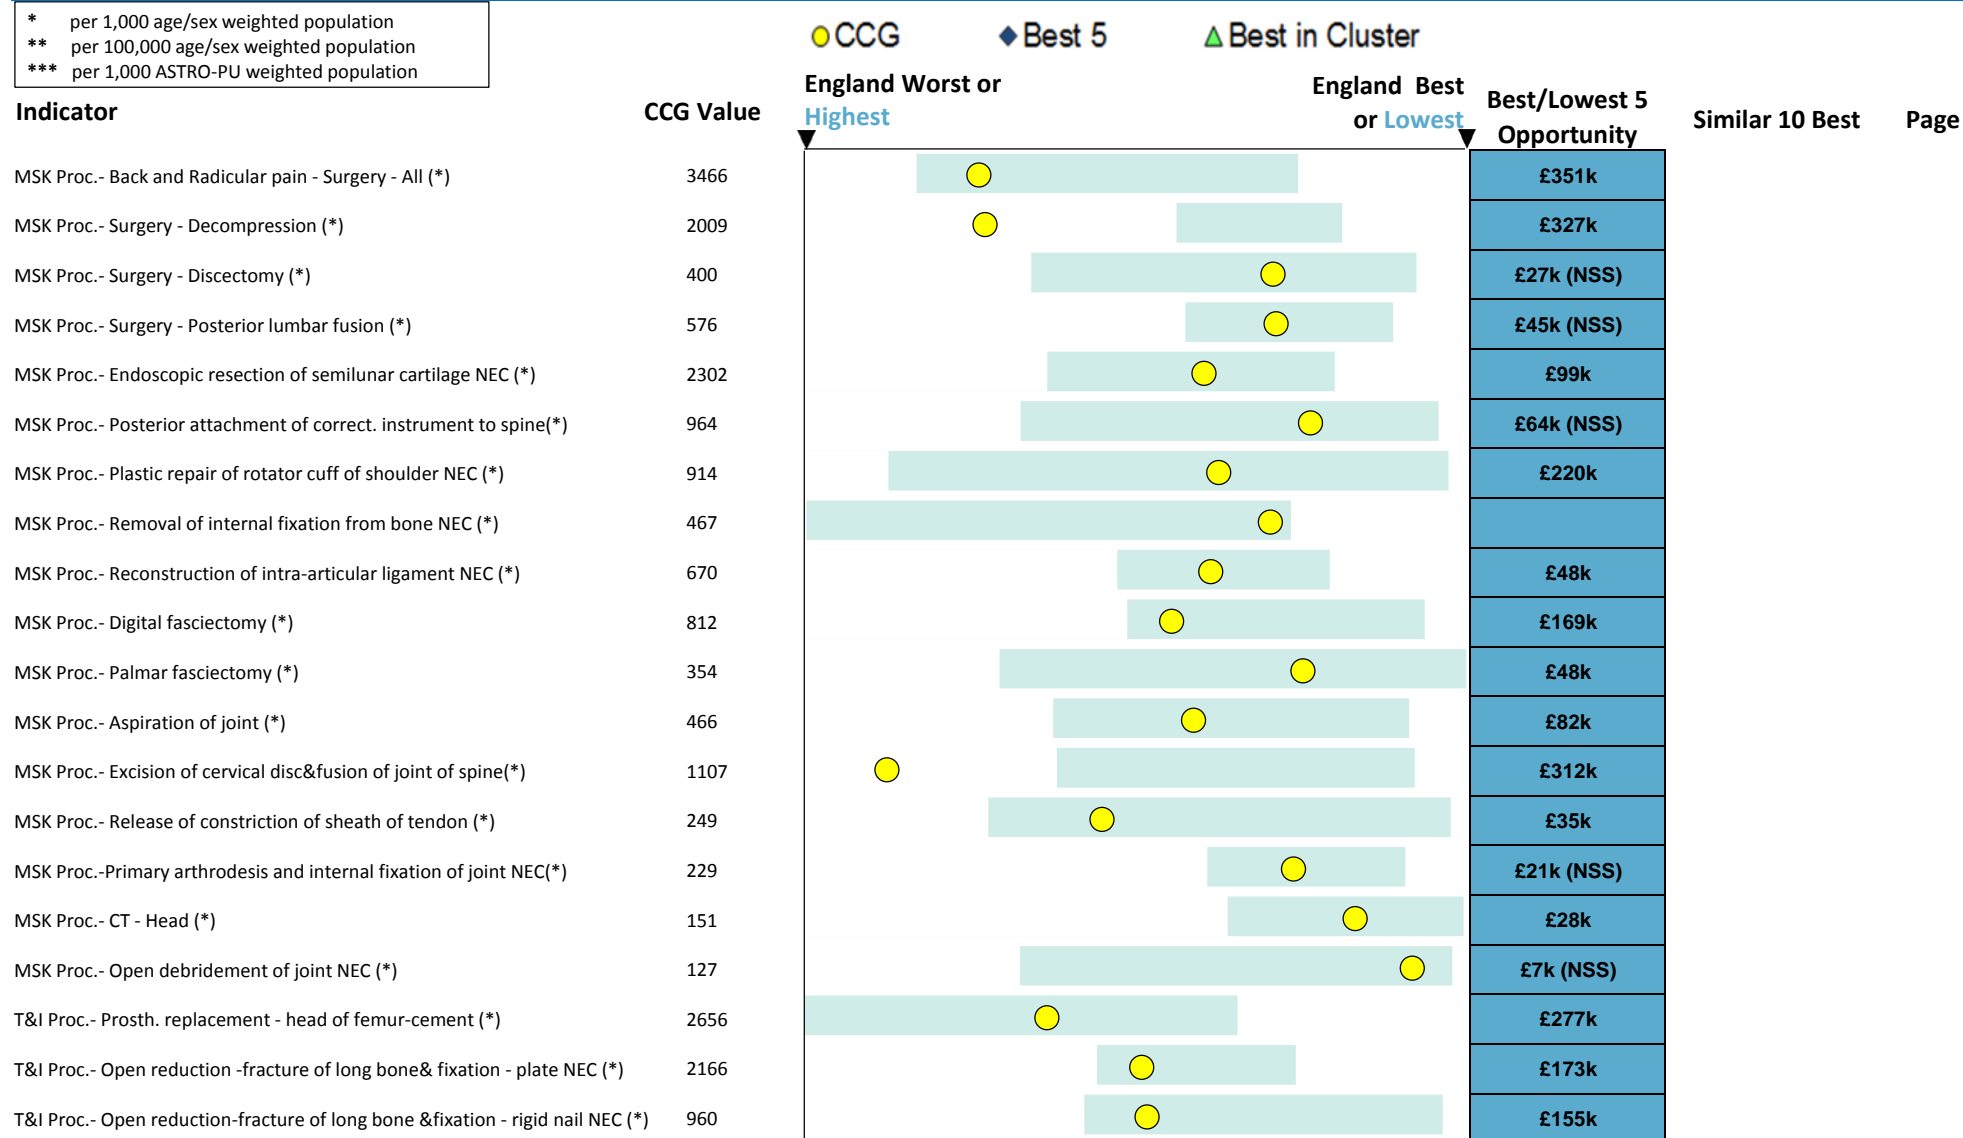 * per 1,000 age/sex weighted population
** per 100,000 age/sex weighted population
*** per 1,000 ASTRO-PU weighted population
CCG Best 5 Best in Cluster
Indicator CCG Value England Worst or Highest England Best or Lowest Best/Lowest 5 Opportunity Similar 10 Best Page
MSK Proc.- Back and Radicular pain - Surgery - All (*) 3466 £351k
MSK Proc.- Surgery - Decompression (*) 2009 £327k
MSK Proc.- Surgery - Discectomy (*) 400 £27k (NSS)
MSK Proc.- Surgery - Posterior lumbar fusion (*) 576 £45k (NSS)
MSK Proc.- Endoscopic resection of semilunar cartilage NEC (*) 2302 £99k
MSK Proc.- Posterior attachment of correct. instrument to spine(*) 964 £64k (NSS)
MSK Proc.- Plastic repair of rotator cuff of shoulder NEC (*) 914 £220k
MSK Proc.- Removal of internal fixation from bone NEC (*) 467
MSK Proc.- Reconstruction of intra-articular ligament NEC (*) 670 £48k
MSK Proc.- Digital fasciectomy (*) 812 £169k
MSK Proc.- Palmar fasciectomy (*) 354 £48k
MSK Proc.- Aspiration of joint (*) 466 £82k
MSK Proc.- Excision of cervical disc&fusion of joint of spine(*) 1107 £312k
MSK Proc.- Release of constriction of sheath of tendon (*) 249 £35k
MSK Proc.-Primary arthrodesis and internal fixation of joint NEC(*) 229 £21k (NSS)
MSK Proc.- CT - Head (*) 151 £28k
MSK Proc.- Open debridement of joint NEC (*) 127 £7k (NSS)
T&I Proc.- Prosth. replacement - head of femur-cement (*) 2656 £277k
T&I Proc.- Open reduction -fracture of long bone& fixation - plate NEC (*) 2166 £173k
T&I Proc.- Open reduction-fracture of long bone &fixation - rigid nail NEC (*) 960 £155k